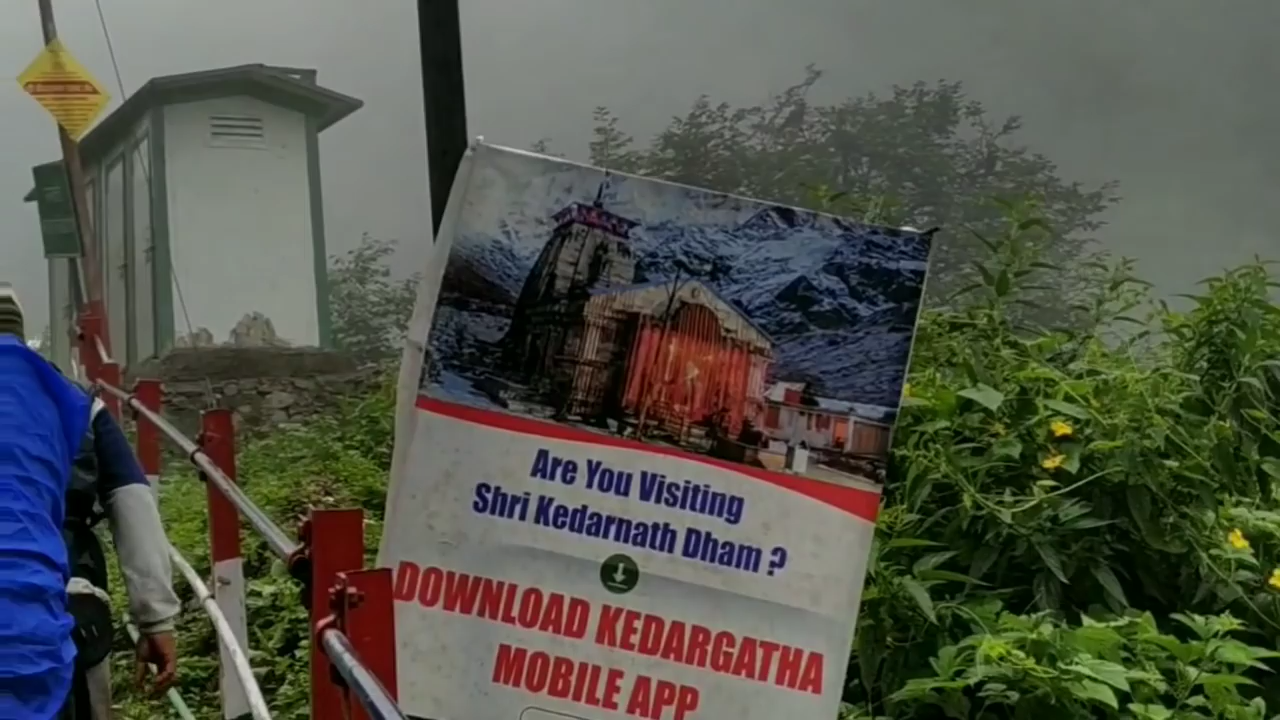 Are You Visiting
Shri Kedarnath Dham ?
DOWNLOAD KEDARGATHA
MOBILE APP